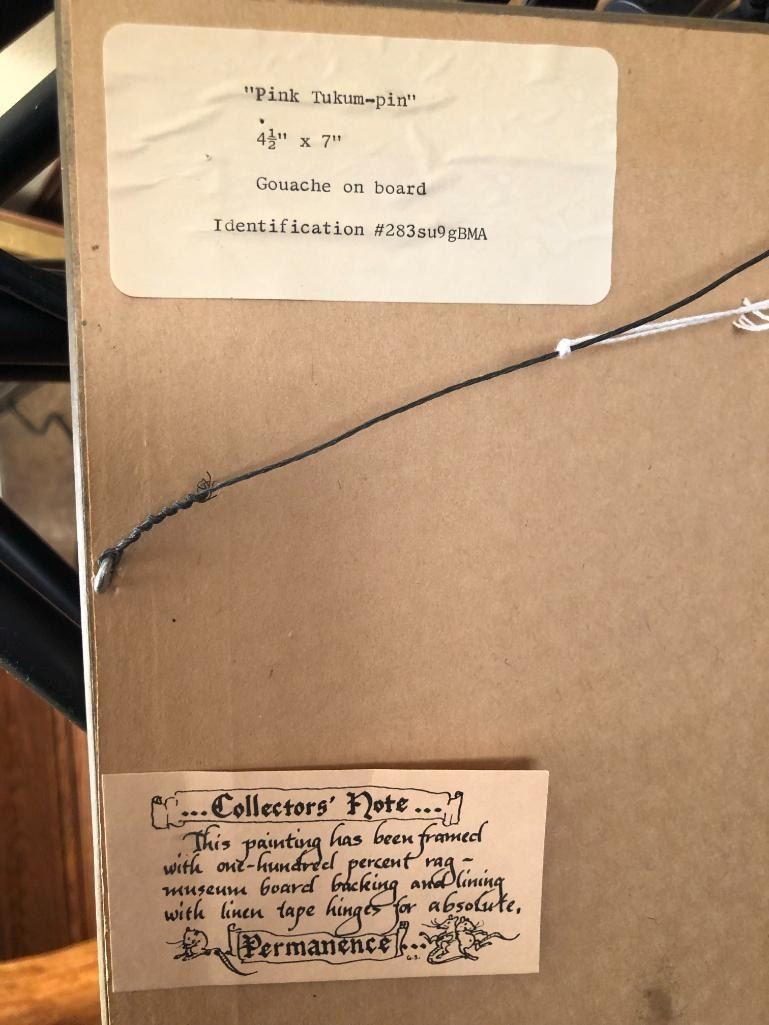 "Pink Tukum-pin"
4½" x 7"
Gouache on board
Identification #283su9gBMA
...Collectors' Note...
This painting has been framed
with one-hundred percent rag-
museum board backing and lining
with linen tape hinges for absolute.
Permanence...